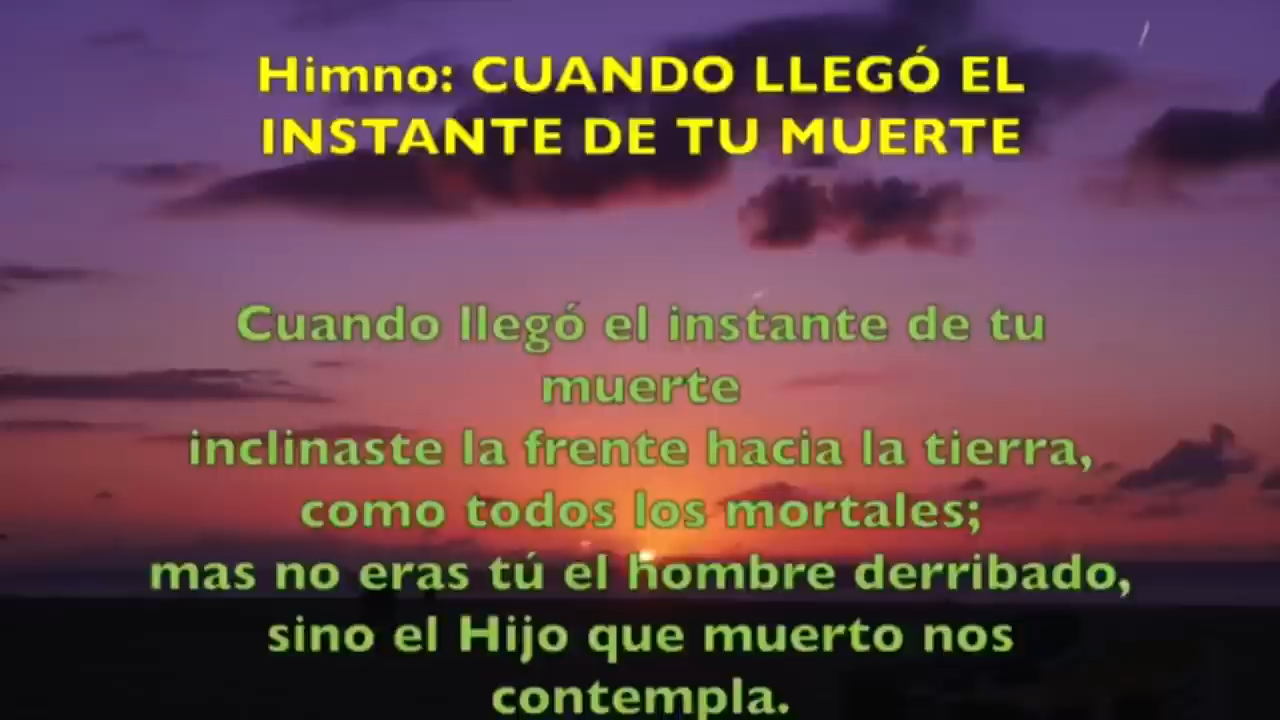 Himno: CUANDO LLEGÓ EL
INSTANTE DE TU MUERTE
Cuando llegó el instante de tu
muerte
inclinaste la frente hacia la tierra,
como todos los mortales;
mas no eras tú el hombre derribado,
sino el Hijo que muerto nos
contempla.